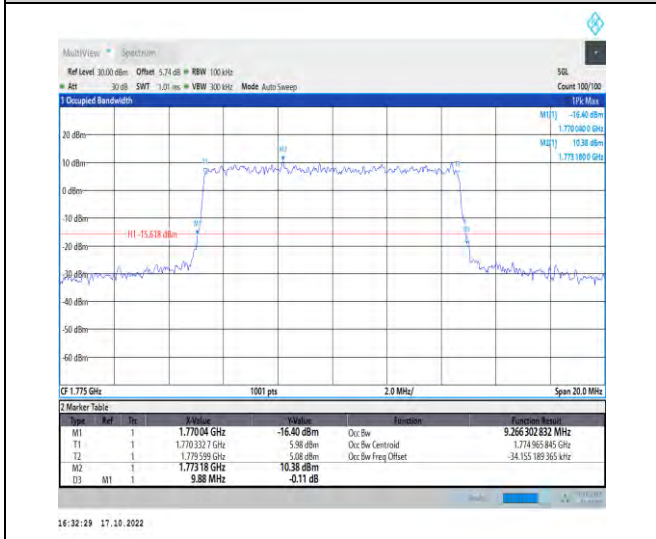 MultiView Spectrum
Ref Level 30.00 dBm Offset 5.74 dB RBW 100 kHz SGL
Att 30 dB SWT 1.01 ms VBW 300 kHz Mode Auto Sweep Count 100/100
1 Occupied Bandwidth 1Pk Max
M1[1] -16.40 dBm
1.770 040 0 GHz
20 dBm M2[1] 10.38 dBm
1.773 180 0 GHz
M2
10 dBm T1
0 dBm
-10 dBm
M1
H1 -15.618 dBm
-20 dBm
-30 dBm
-40 dBm
-50 dBm
-60 dBm
CF 1.775 GHz 1001 pts 2.0 MHz/ Span 20.0 MHz
2 Marker Table
Type Ref Trc X-Value Y-Value Function Function Result
M1 1 1.770 04 GHz -16.40 dBm Occ Bw 9.266 302 832 MHz
T1 1 1.770 332 7 GHz 5.98 dBm Occ Bw Centroid 1.774 965 845 GHz
T2 1 1.779 599 GHz 5.08 dBm Occ Bw Freq Offset -34.155 189 365 kHz
M2 1 1.773 18 GHz 10.38 dBm
D3 M1 1 9.88 MHz -0.11 dB
16:32:29 17.10.2022